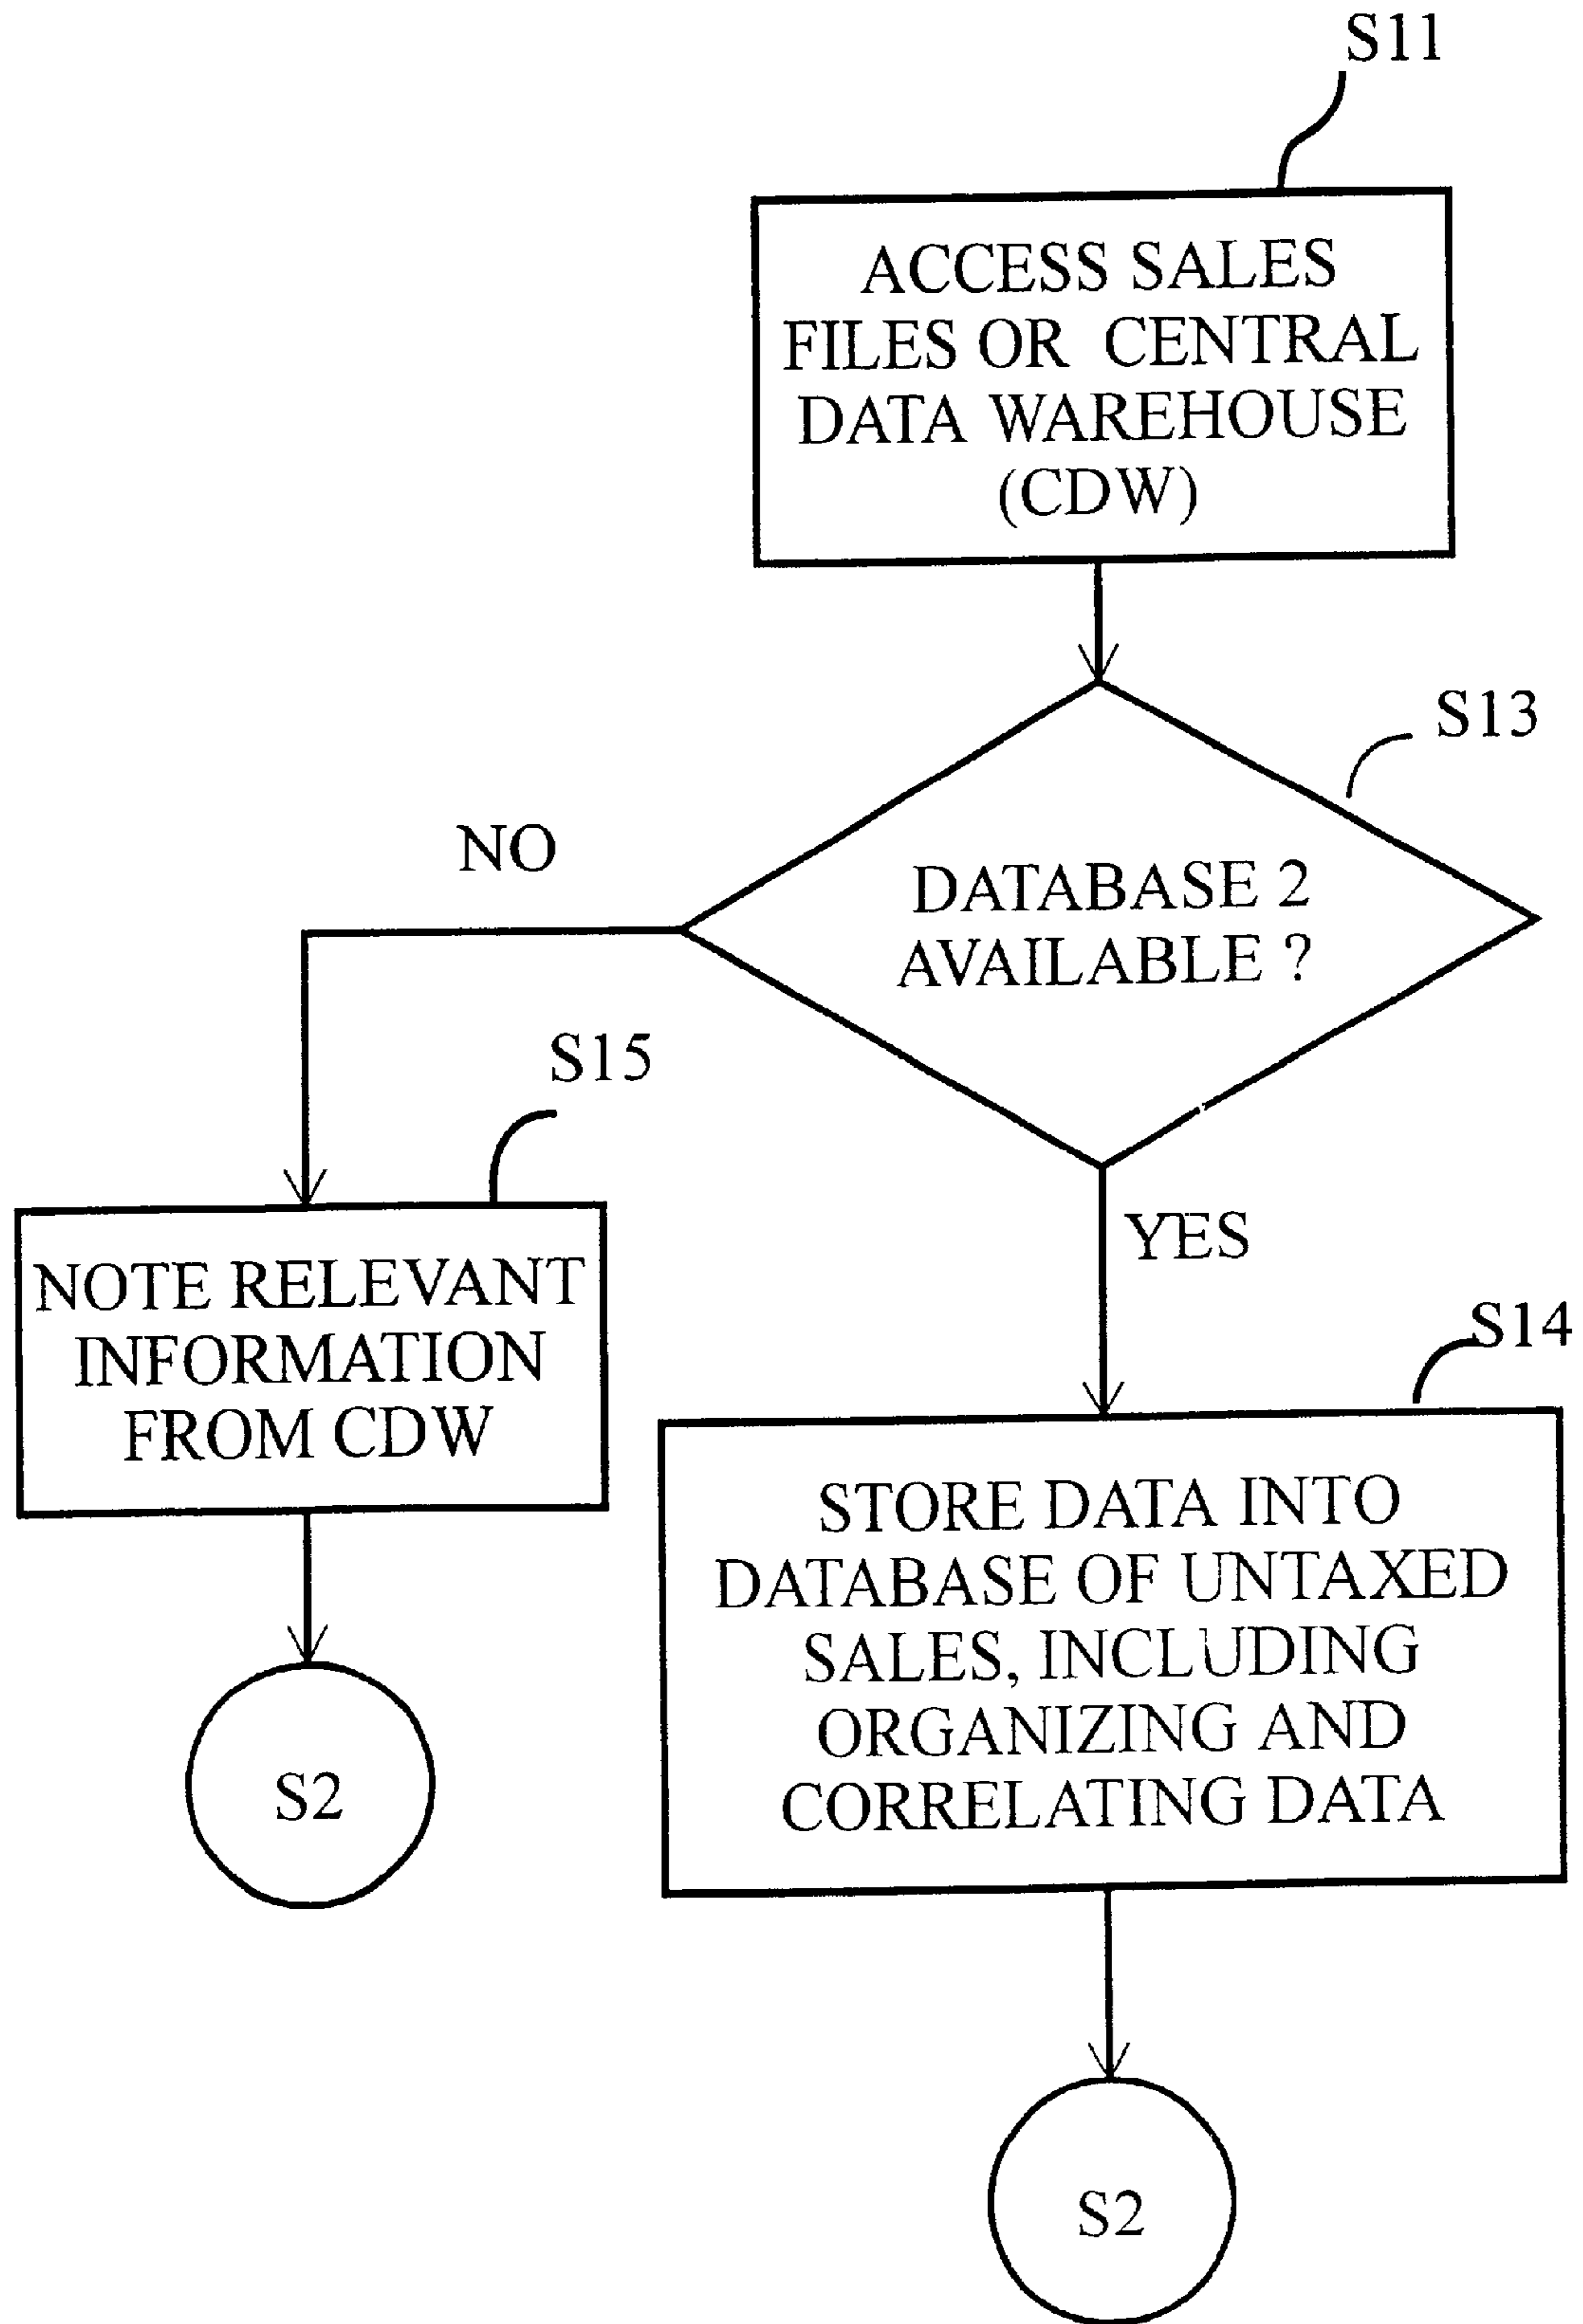 S11
ACCESS SALES
FILES OR CENTRAL
DATA WAREHOUSE
(CDW)
S13
NO
DATABASE 2
AVAILABLE ?
S15
YES
NOTE RELEVANT
INFORMATION
FROM CDW
S14
STORE DATA INTO
DATABASE OF UNTAXED
SALES, INCLUDING
ORGANIZING AND
CORRELATING DATA
S2
S2